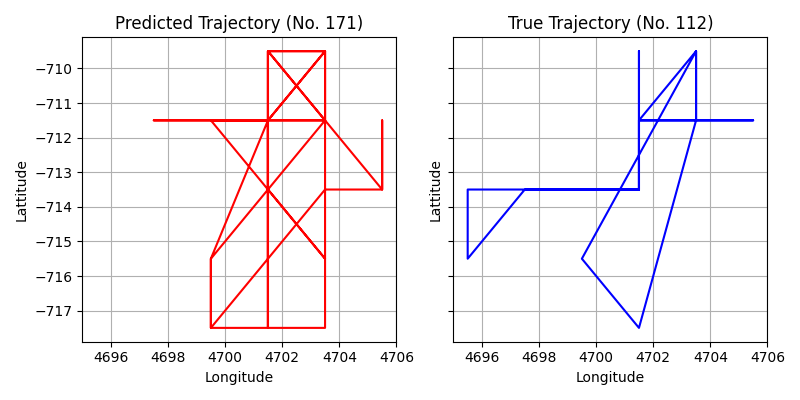 Predicted Trajectory (No. 171)
True Trajectory (No. 112)
Lattitude
−710
−711
−712
−713
−714
−715
−716
−717
4696 4698 4700 4702 4704 4706
Longitude
Lattitude
4696 4698 4700 4702 4704 4706
Longitude